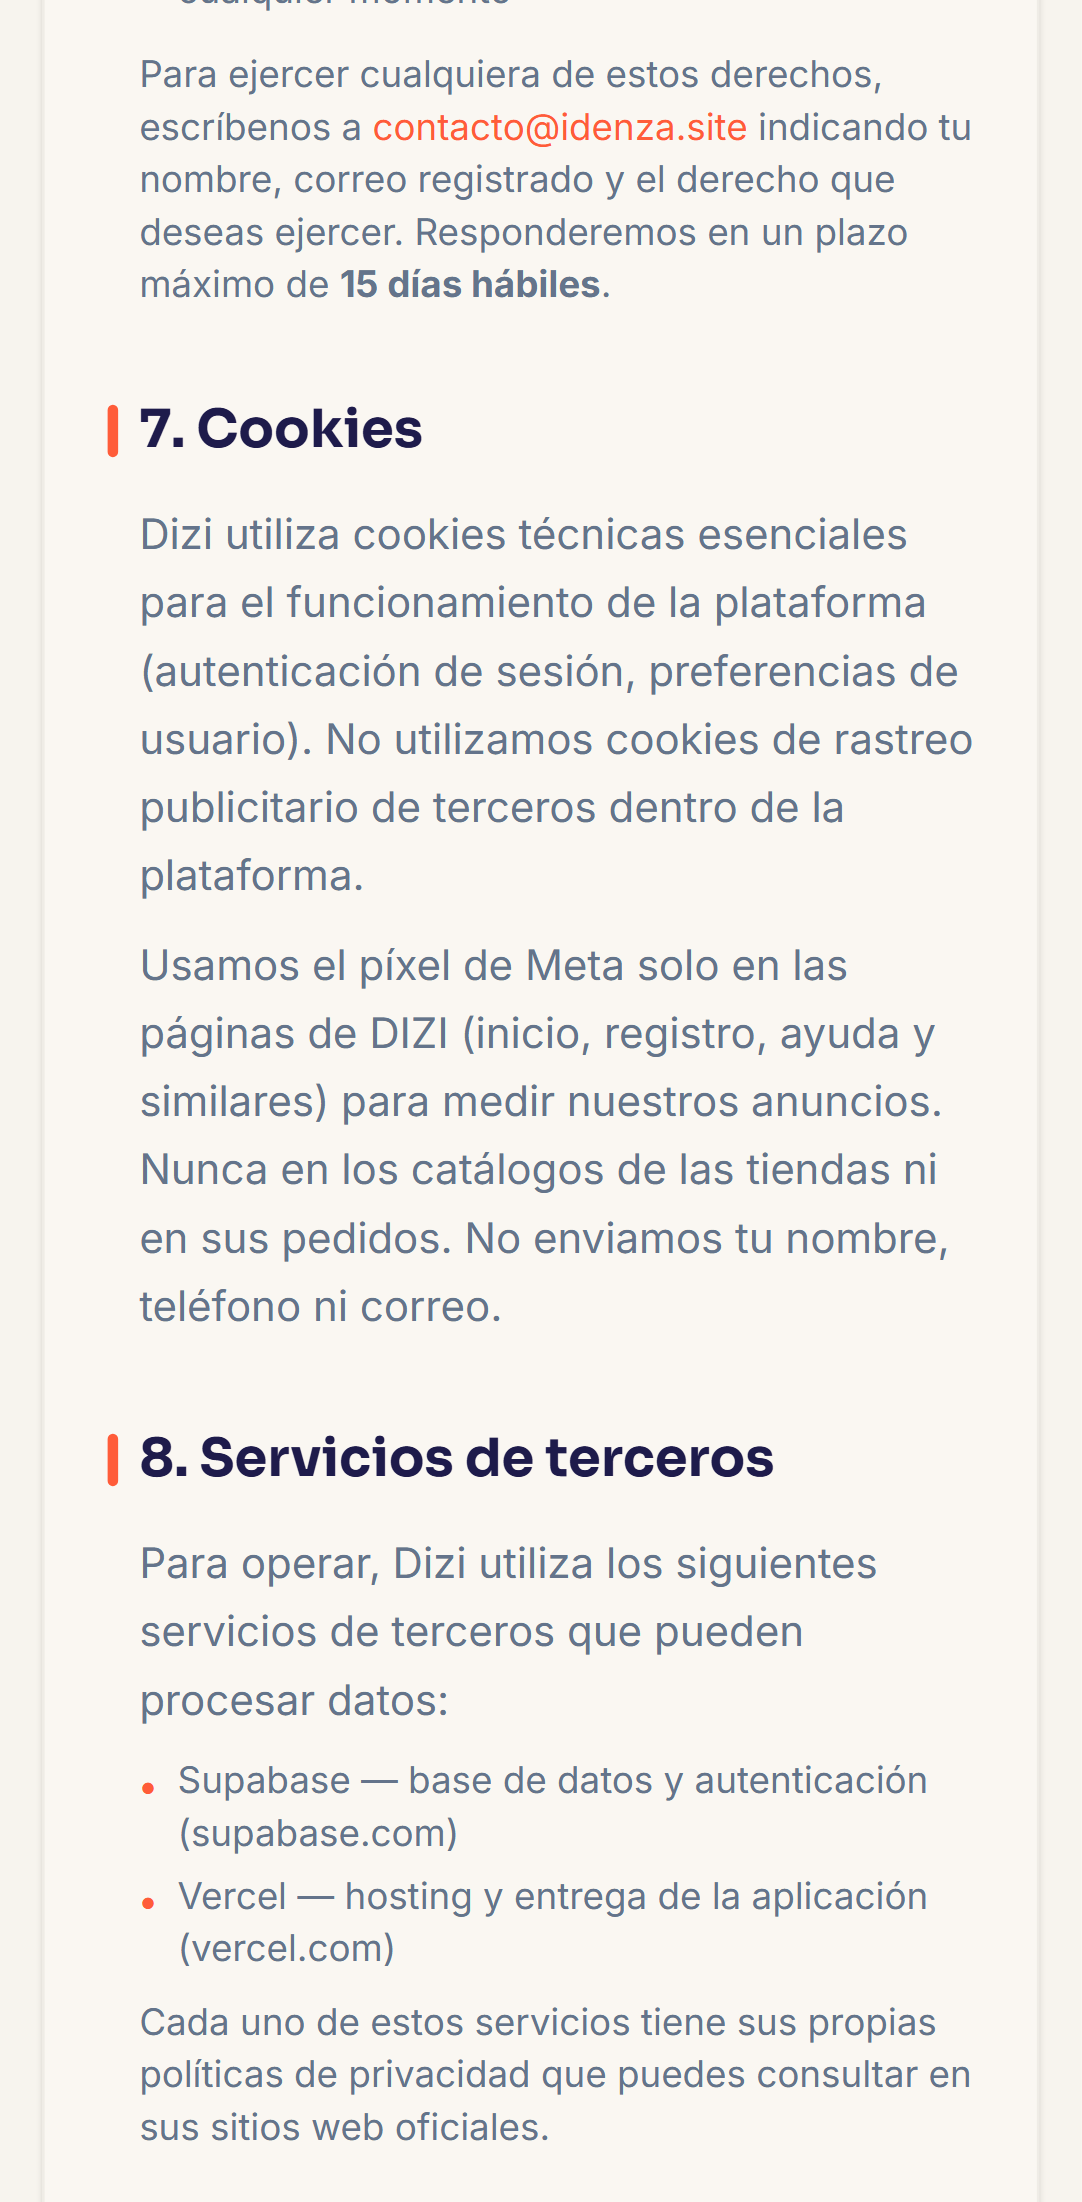 Para ejercer cualquiera de estos derechos,
escríbenos a contacto@idenza.site indicando tu
nombre, correo registrado y el derecho que
deseas ejercer. Responderemos en un plazo
máximo de 15 días hábiles.
7. Cookies
Dizi utiliza cookies técnicas esenciales
para el funcionamiento de la plataforma
(autenticación de sesión, preferencias de
usuario). No utilizamos cookies de rastreo
publicitario de terceros dentro de la
plataforma.
Usamos el píxel de Meta solo en las
páginas de DIZI (inicio, registro, ayuda y
similares) para medir nuestros anuncios.
Nunca en los catálogos de las tiendas ni
en sus pedidos. No enviamos tu nombre,
teléfono ni correo.
8. Servicios de terceros
Para operar, Dizi utiliza los siguientes
servicios de terceros que pueden
procesar datos:
• Supabase — base de datos y autenticación
(supabase.com)
• Vercel — hosting y entrega de la aplicación
(vercel.com)
Cada uno de estos servicios tiene sus propias
políticas de privacidad que puedes consultar en
sus sitios web oficiales.